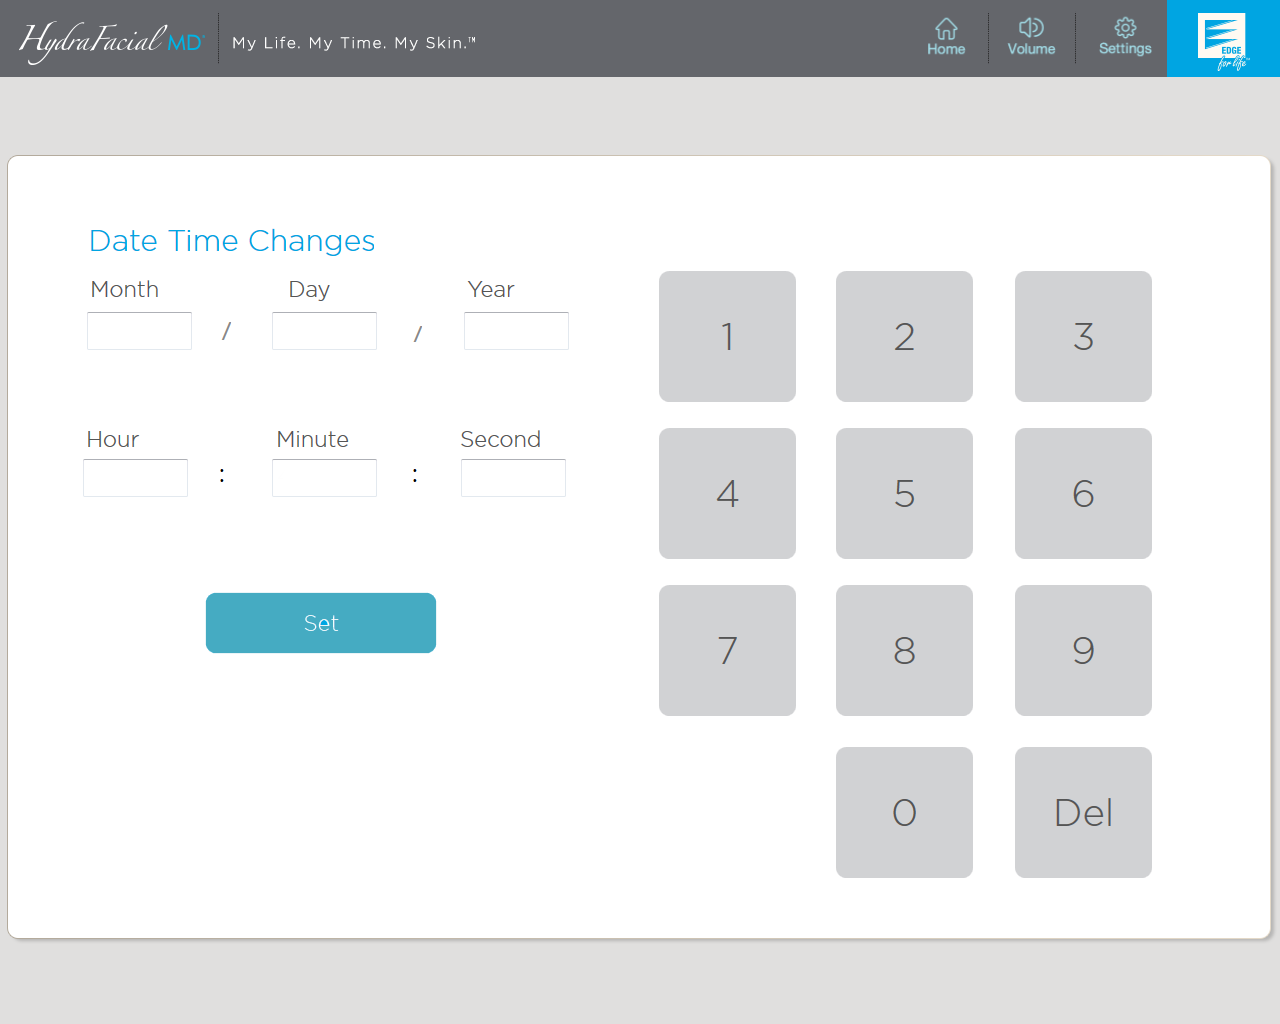 HydraFacial MD® My Life. My Time. My Skin.™ Home Volume Settings EDGE for life™
Date Time Changes
Month Day Year
/ /
Hour Minute Second
: :
Set
1 2 3
4 5 6
7 8 9
0 Del